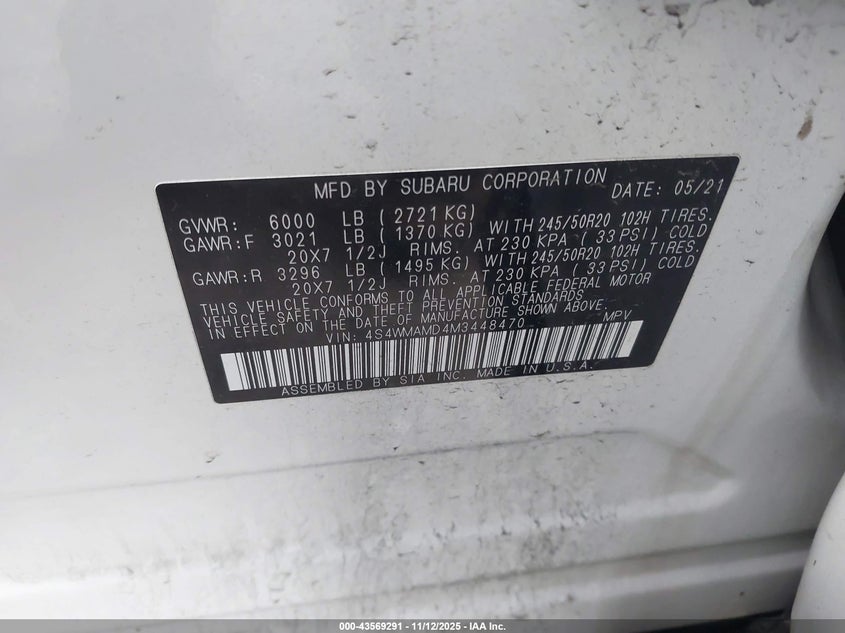 MFD BY SUBARU CORPORATION DATE: 05/21
GVWR: 6000 LB ( 2721 KG)
GAWR:F 3021 LB ( 1370 KG) WITH 245/50R20 102H TIRES.
20X7 1/2J RIMS. AT 230 KPA ( 33 PSI) COLD
GAWR:R 3296 LB ( 1495 KG) WITH 245/50R20 102H TIRES.
20X7 1/2J RIMS. AT 230 KPA ( 33 PSI) COLD
THIS VEHICLE CONFORMS TO ALL APPLICABLE FEDERAL MOTOR
VEHICLE SAFETY AND THEFT PREVENTION STANDARDS
IN EFFECT ON THE DATE OF MANUFACTURE SHOWN ABOVE.
VIN: 4S4WMAMD4M3448470 MPV
ASSEMBLED BY SIA INC. MADE IN U.S.A.
000-43569291 - 11/12/2025 - IAA Inc.